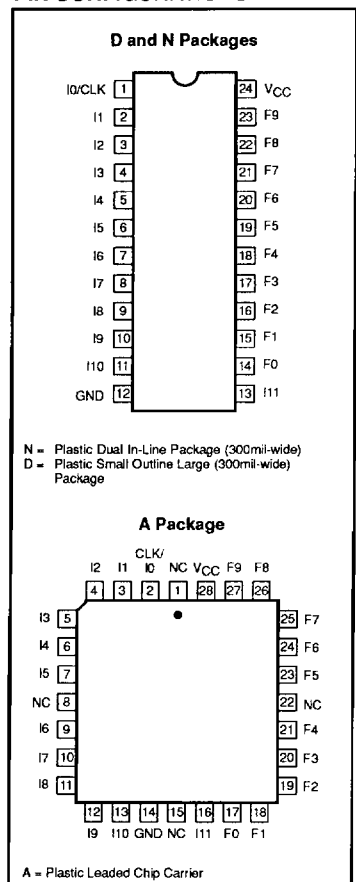 D and N Packages
I0/CLK 1 24 VCC
I1 2 23 F9
I2 3 22 F8
I3 4 21 F7
I4 5 20 F6
I5 6 19 F5
I6 7 18 F4
I7 8 17 F3
I8 9 16 F2
I9 10 15 F1
I10 11 14 F0
GND 12 13 I11
N = Plastic Dual In-Line Package (300mil-wide)
D = Plastic Small Outline Large (300mil-wide)
Package
A Package
CLK/
I2 I1 I0 NC VCC F9 F8
4 3 2 1 28 27 26
I3 5 25 F7
I4 6 24 F6
I5 7 23 F5
NC 8 22 NC
I6 9 21 F4
I7 10 20 F3
I8 11 19 F2
12 13 14 15 16 17 18
I9 I10 GND NC I11 F0 F1
A = Plastic Leaded Chip Carrier